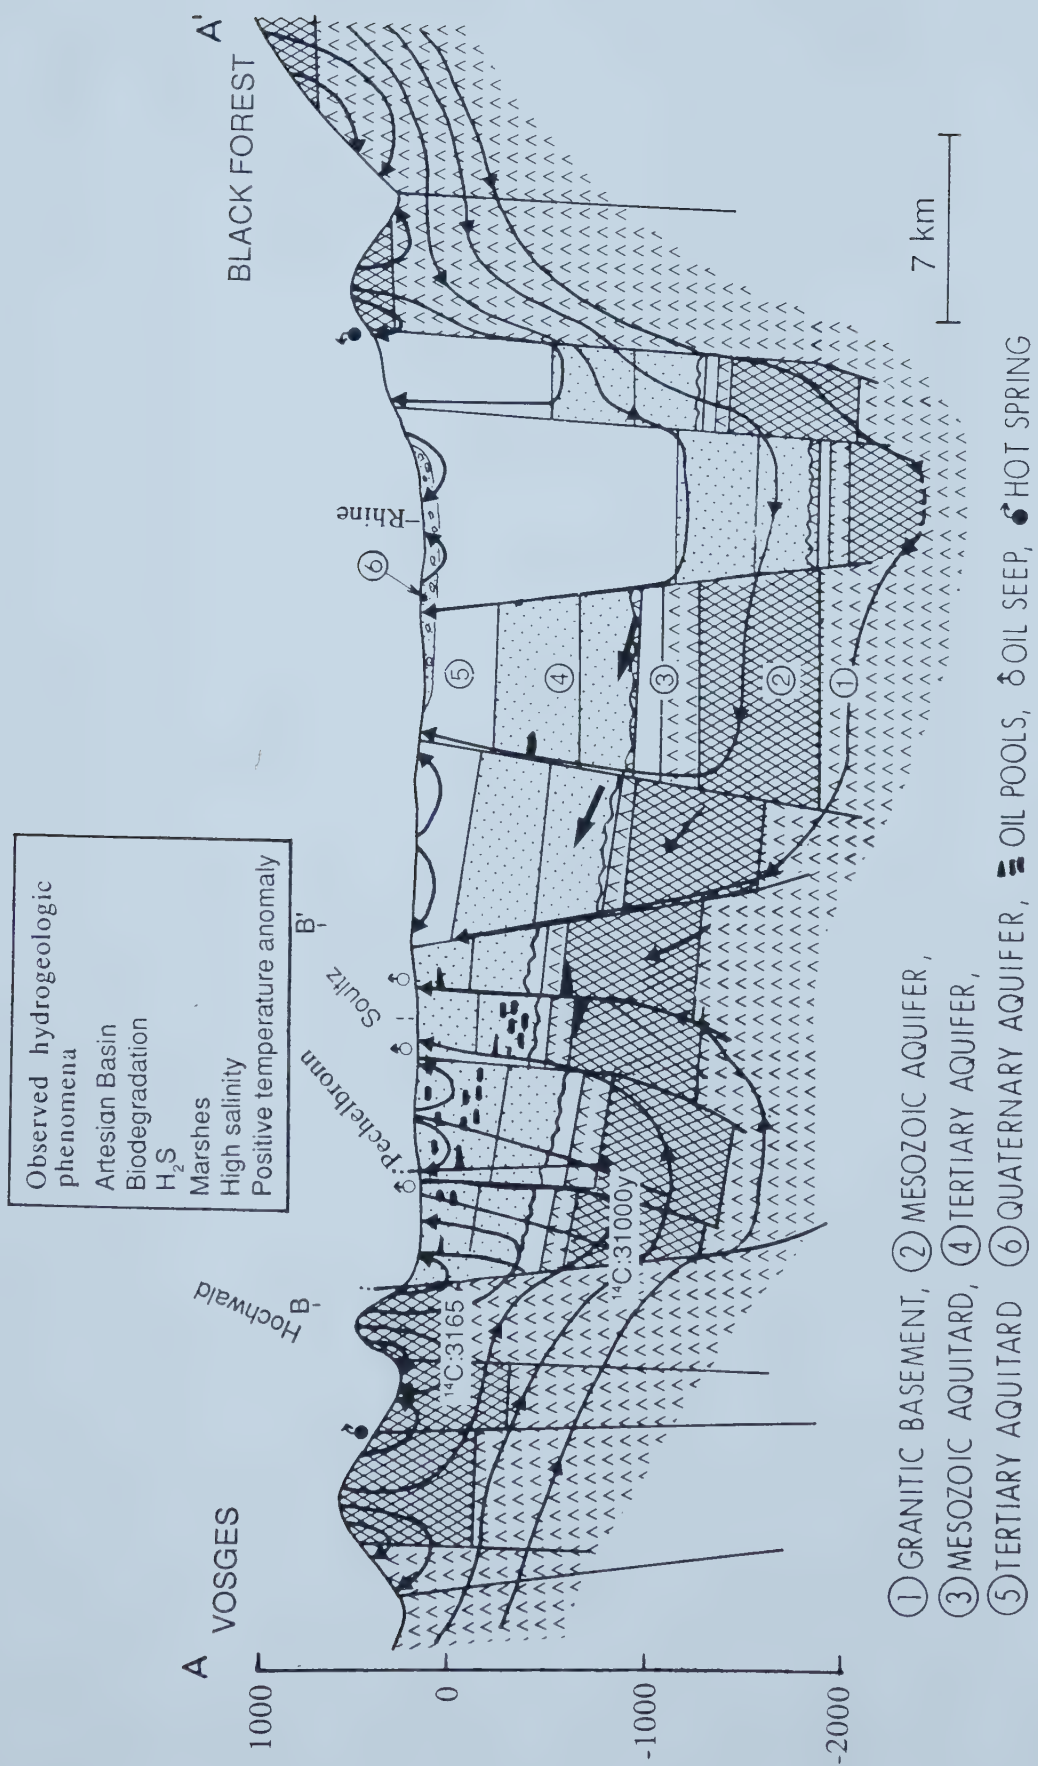 Observed hydrogeologic
phenomena
Artesian Basin
Biodegradation
H₂S
Marshes
High salinity
Positive temperature anomaly
A
VOSGES
Hochwald
B
Pechelbronn
Soultz
B'
Rhine
BLACK FOREST
A'
1000
0
-1000
-2000
¹⁴C:3165
¹⁴C:31000y
⑥
⑤
④
③
②
①
7 km
① GRANITIC BASEMENT, ② MESOZOIC AQUIFER,
③ MESOZOIC AQUITARD, ④ TERTIARY AQUIFER,
⑤ TERTIARY AQUITARD ⑥ QUATERNARY AQUIFER, OIL POOLS, OIL SEEP, HOT SPRING